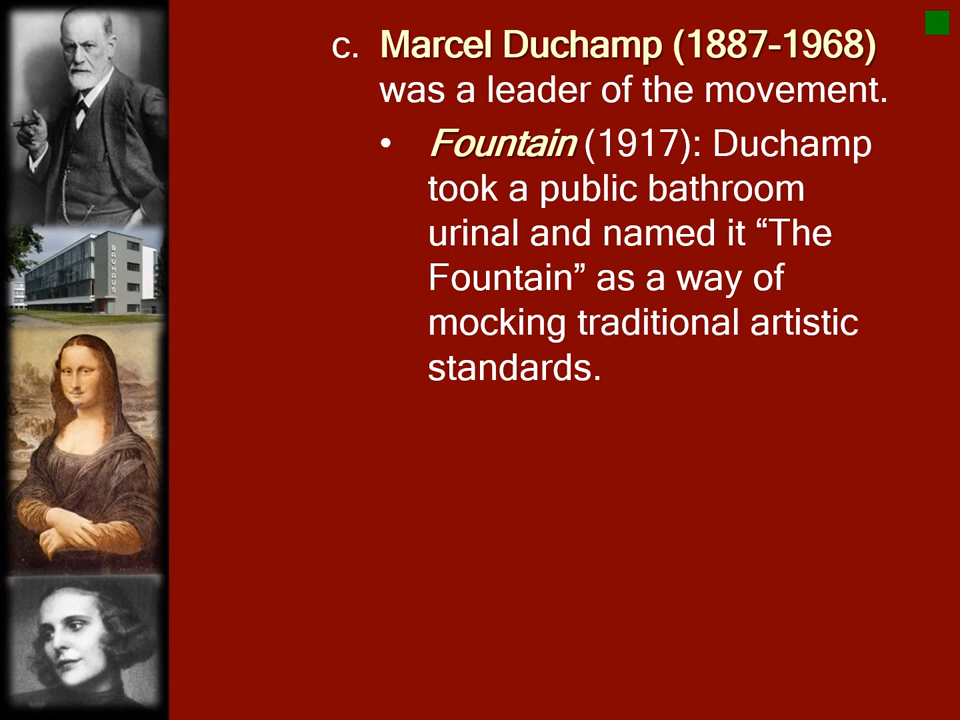 c. Marcel Duchamp (1887-1968)
was a leader of the movement.
• Fountain (1917): Duchamp
took a public bathroom
urinal and named it “The
Fountain” as a way of
mocking traditional artistic
standards.
BAUHAUS